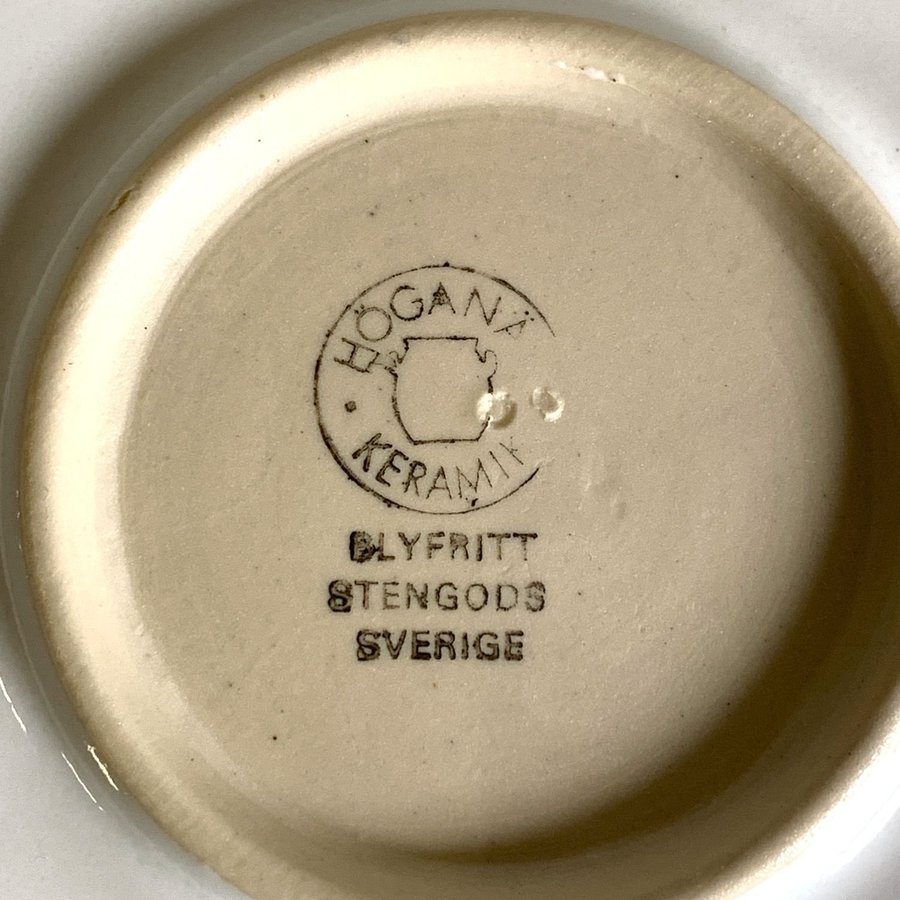 HÖGANÄ
KERAMIK
BLYFRITT
STENGODS
SVERIGE